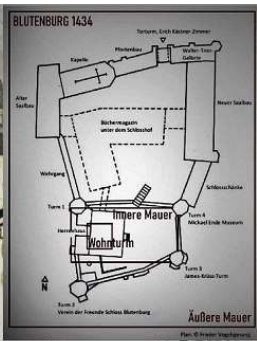 BLUTENBURG 1434
Torturm, Erich Kästner-Zimmer
Pfortenbau
Walter-Trier-
Gallerie
Kapelle
Alter
Saalbau
Neuer Saalbau
Büchermagazin
unter dem Schlosshof
Wehrgang
Schlossschänke
Turm 1
Innere Mauer
Turm 4
Michael Ende Museum
Herrenhaus
Wohnturm
N
Turm 3
James-Krüss-Turm
Turm 2
Verein der Freunde Schloss Blutenburg
Äußere Mauer
Plan: © Frieder Vogelsgesang